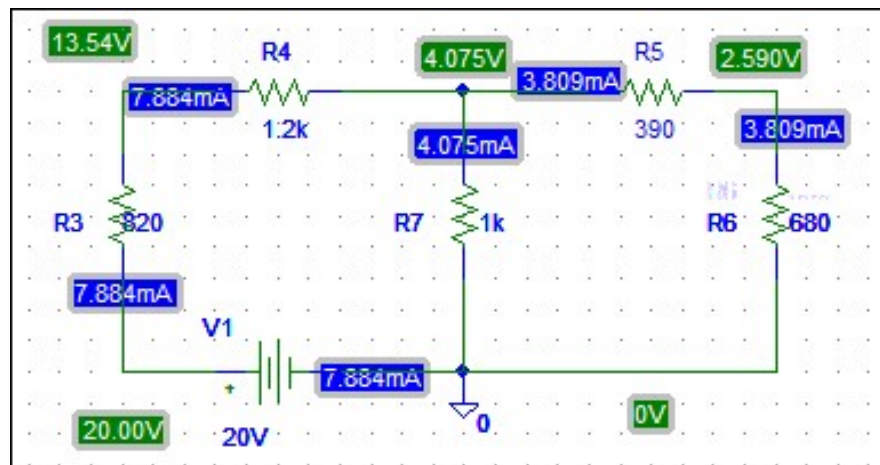 13.54V
R4
4.075V
R5
2.590V
7.884mA
3.809mA
1.2k
4.075mA
390
3.809mA
R3
820
R7
1k
R6
680
7.884mA
V1
7.884mA
+
20.00V
20V
0
0V